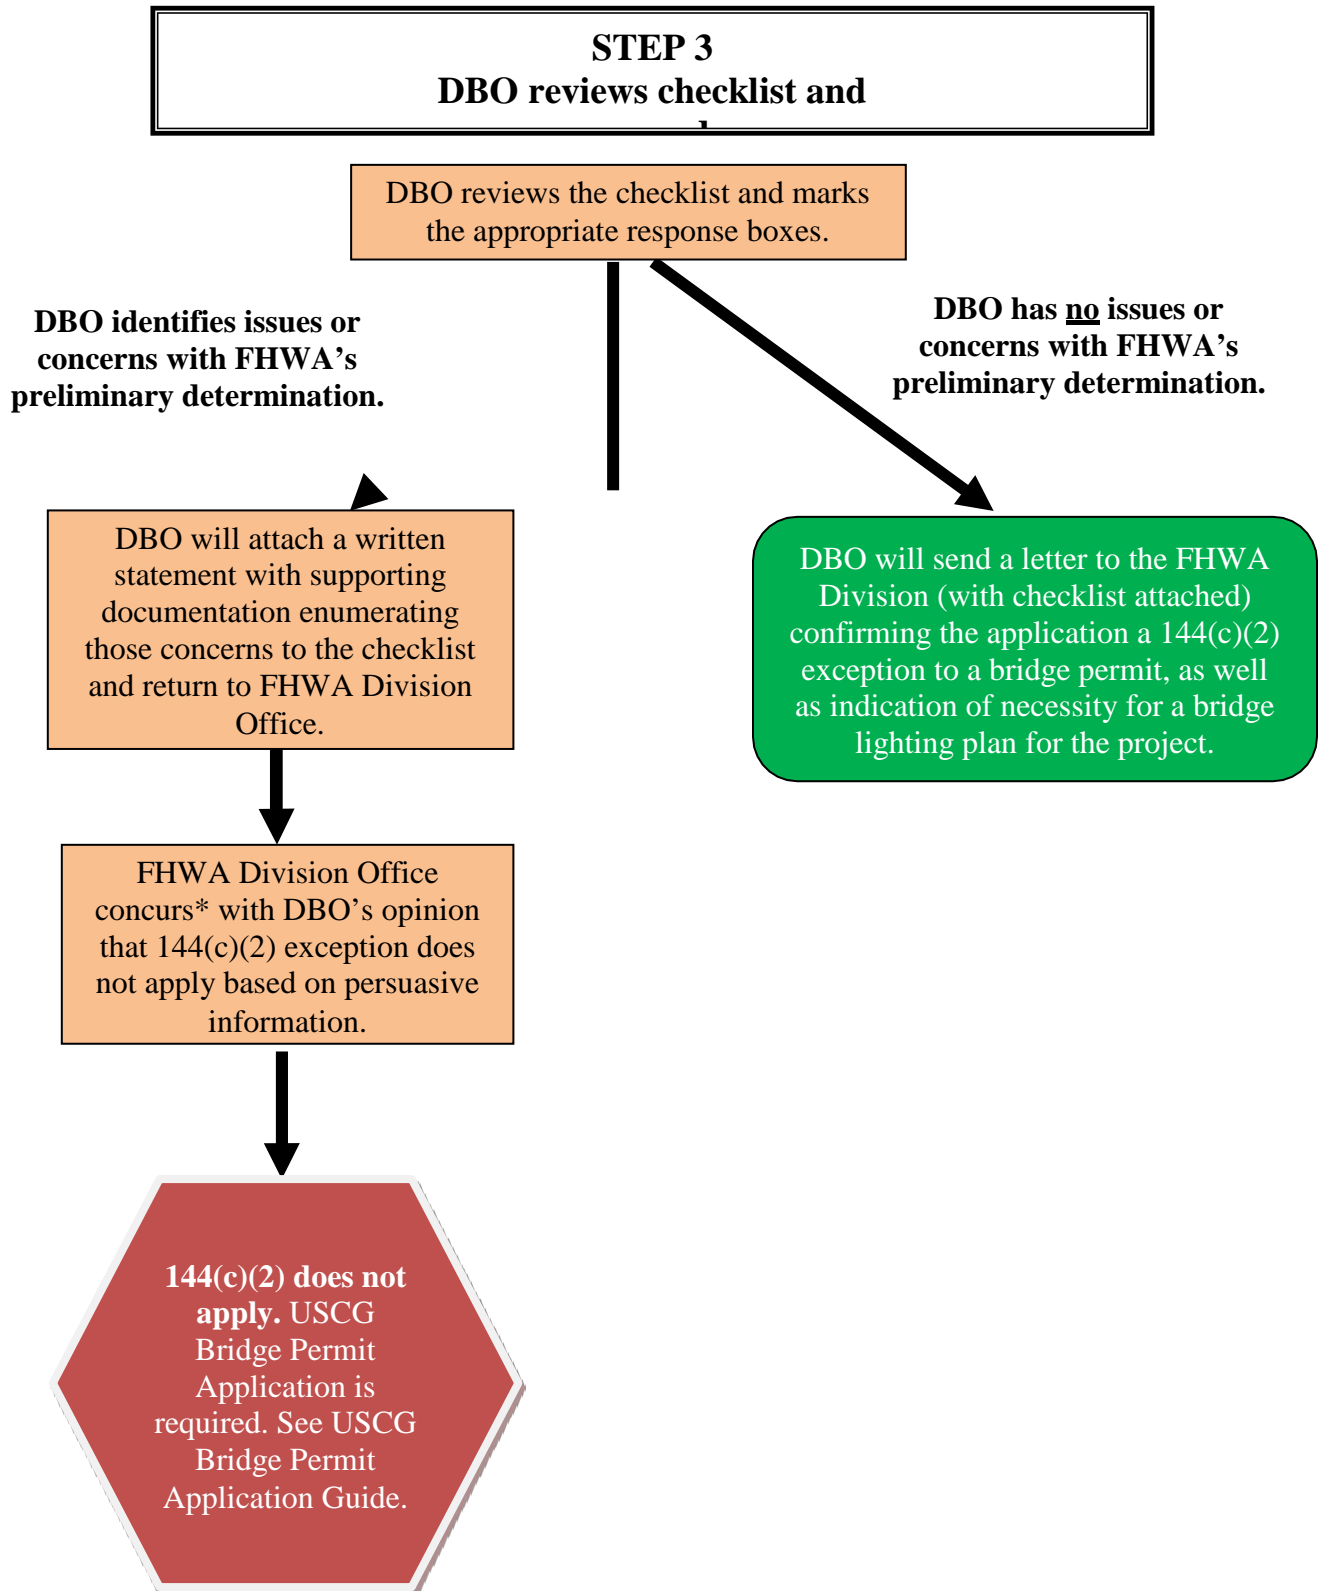 STEP 3
DBO reviews checklist and
DBO reviews the checklist and marks
the appropriate response boxes.
DBO identifies issues or
concerns with FHWA’s
preliminary determination.
DBO has no issues or
concerns with FHWA’s
preliminary determination.
DBO will attach a written
statement with supporting
documentation enumerating
those concerns to the checklist
and return to FHWA Division
Office.
DBO will send a letter to the FHWA
Division (with checklist attached)
confirming the application a 144(c)(2)
exception to a bridge permit, as well
as indication of necessity for a bridge
lighting plan for the project.
FHWA Division Office
concurs* with DBO’s opinion
that 144(c)(2) exception does
not apply based on persuasive
information.
144(c)(2) does not
apply. USCG
Bridge Permit
Application is
required. See USCG
Bridge Permit
Application Guide.